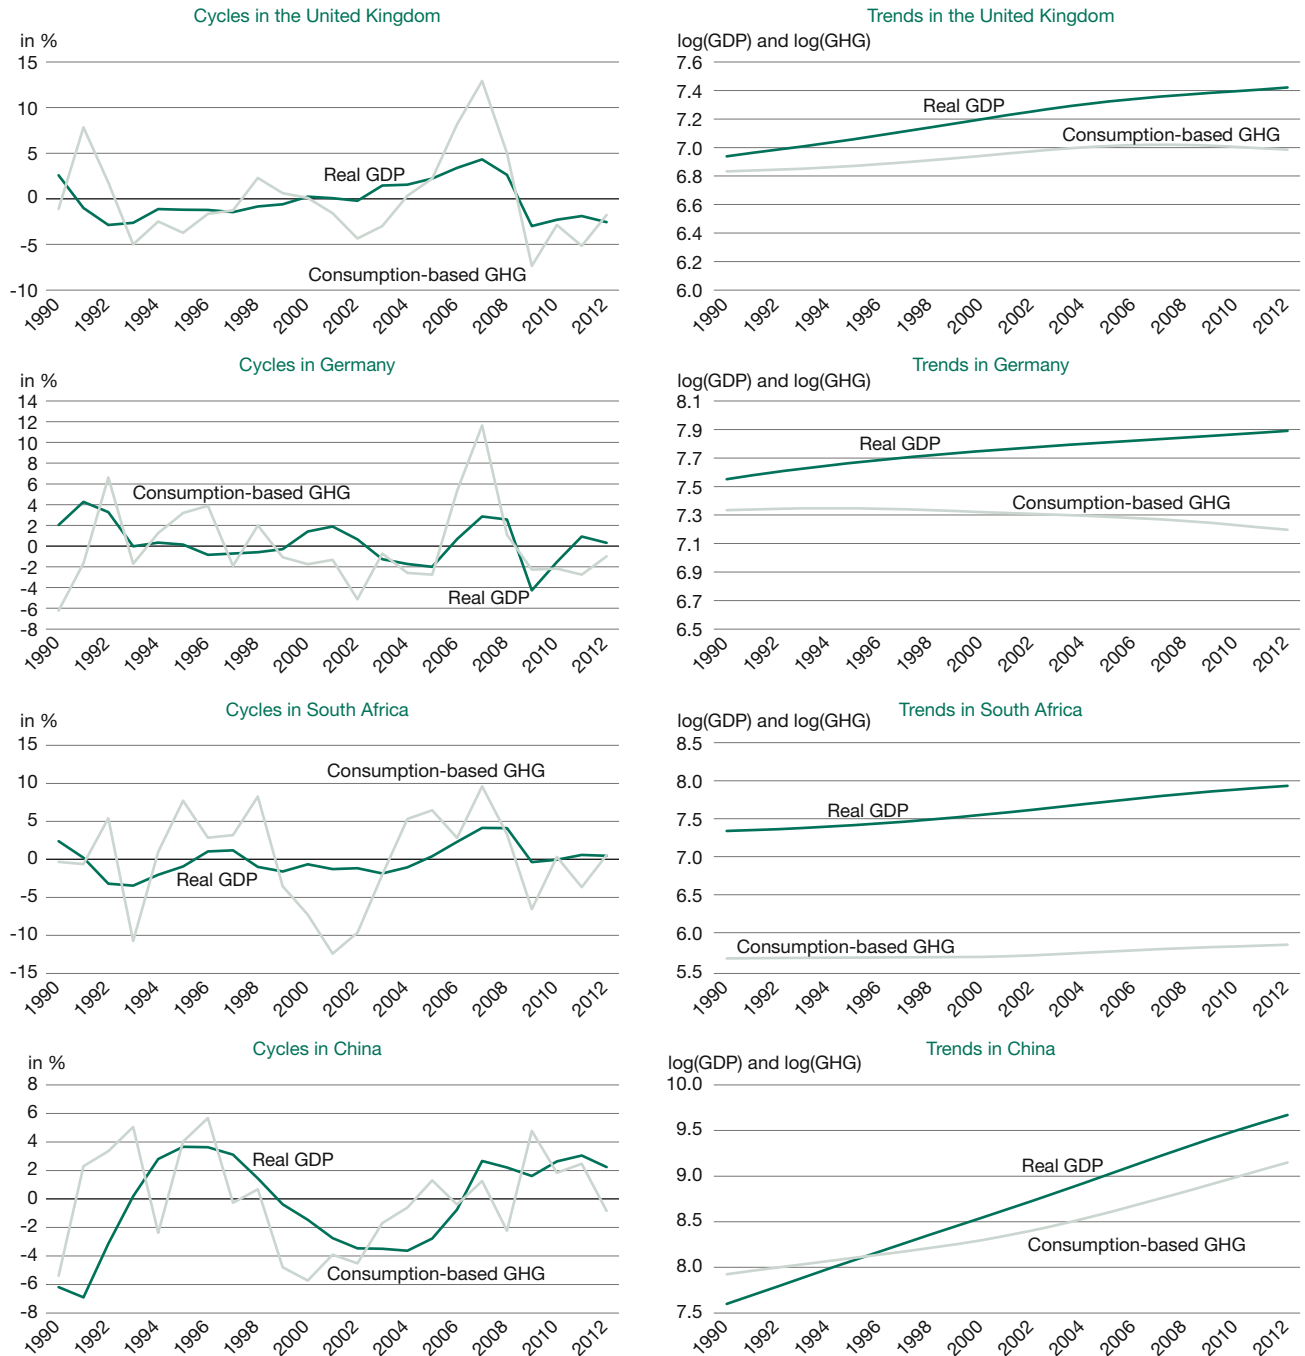 Cycles in the United Kingdom
in %
15
10
5
0
-5
-10
Real GDP
Consumption-based GHG
1990 1992 1994 1996 1998 2000 2002 2004 2006 2008 2010 2012
Trends in the United Kingdom
log(GDP) and log(GHG)
7.6
7.4
7.2
7.0
6.8
6.6
6.4
6.2
6.0
Real GDP
Consumption-based GHG
1990 1992 1994 1996 1998 2000 2002 2004 2006 2008 2010 2012
Cycles in Germany
in %
14
12
10
8
6
4
2
0
-2
-4
-6
-8
Consumption-based GHG
Real GDP
1990 1992 1994 1996 1998 2000 2002 2004 2006 2008 2010 2012
Trends in Germany
log(GDP) and log(GHG)
8.1
7.9
7.7
7.5
7.3
7.1
6.9
6.7
6.5
Real GDP
Consumption-based GHG
1990 1992 1994 1996 1998 2000 2002 2004 2006 2008 2010 2012
Cycles in South Africa
in %
15
10
5
0
-5
-10
-15
Consumption-based GHG
Real GDP
1990 1992 1994 1996 1998 2000 2002 2004 2006 2008 2010 2012
Trends in South Africa
log(GDP) and log(GHG)
8.5
8.0
7.5
7.0
6.5
6.0
5.5
Real GDP
Consumption-based GHG
1990 1992 1994 1996 1998 2000 2002 2004 2006 2008 2010 2012
Cycles in China
in %
8
6
4
2
0
-2
-4
-6
-8
Real GDP
Consumption-based GHG
1990 1992 1994 1996 1998 2000 2002 2004 2006 2008 2010 2012
Trends in China
log(GDP) and log(GHG)
10.0
9.5
9.0
8.5
8.0
7.5
Real GDP
Consumption-based GHG
1990 1992 1994 1996 1998 2000 2002 2004 2006 2008 2010 2012